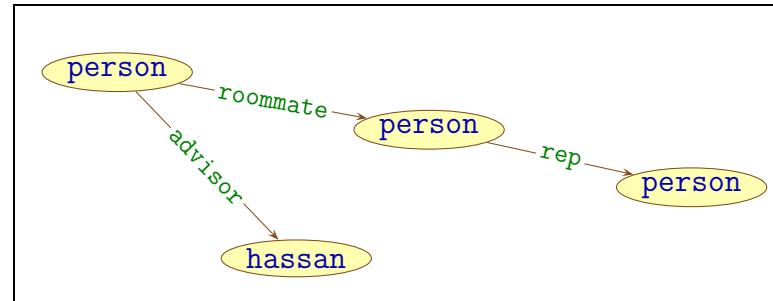 person
roommate
person
rep
person
advisor
hassan